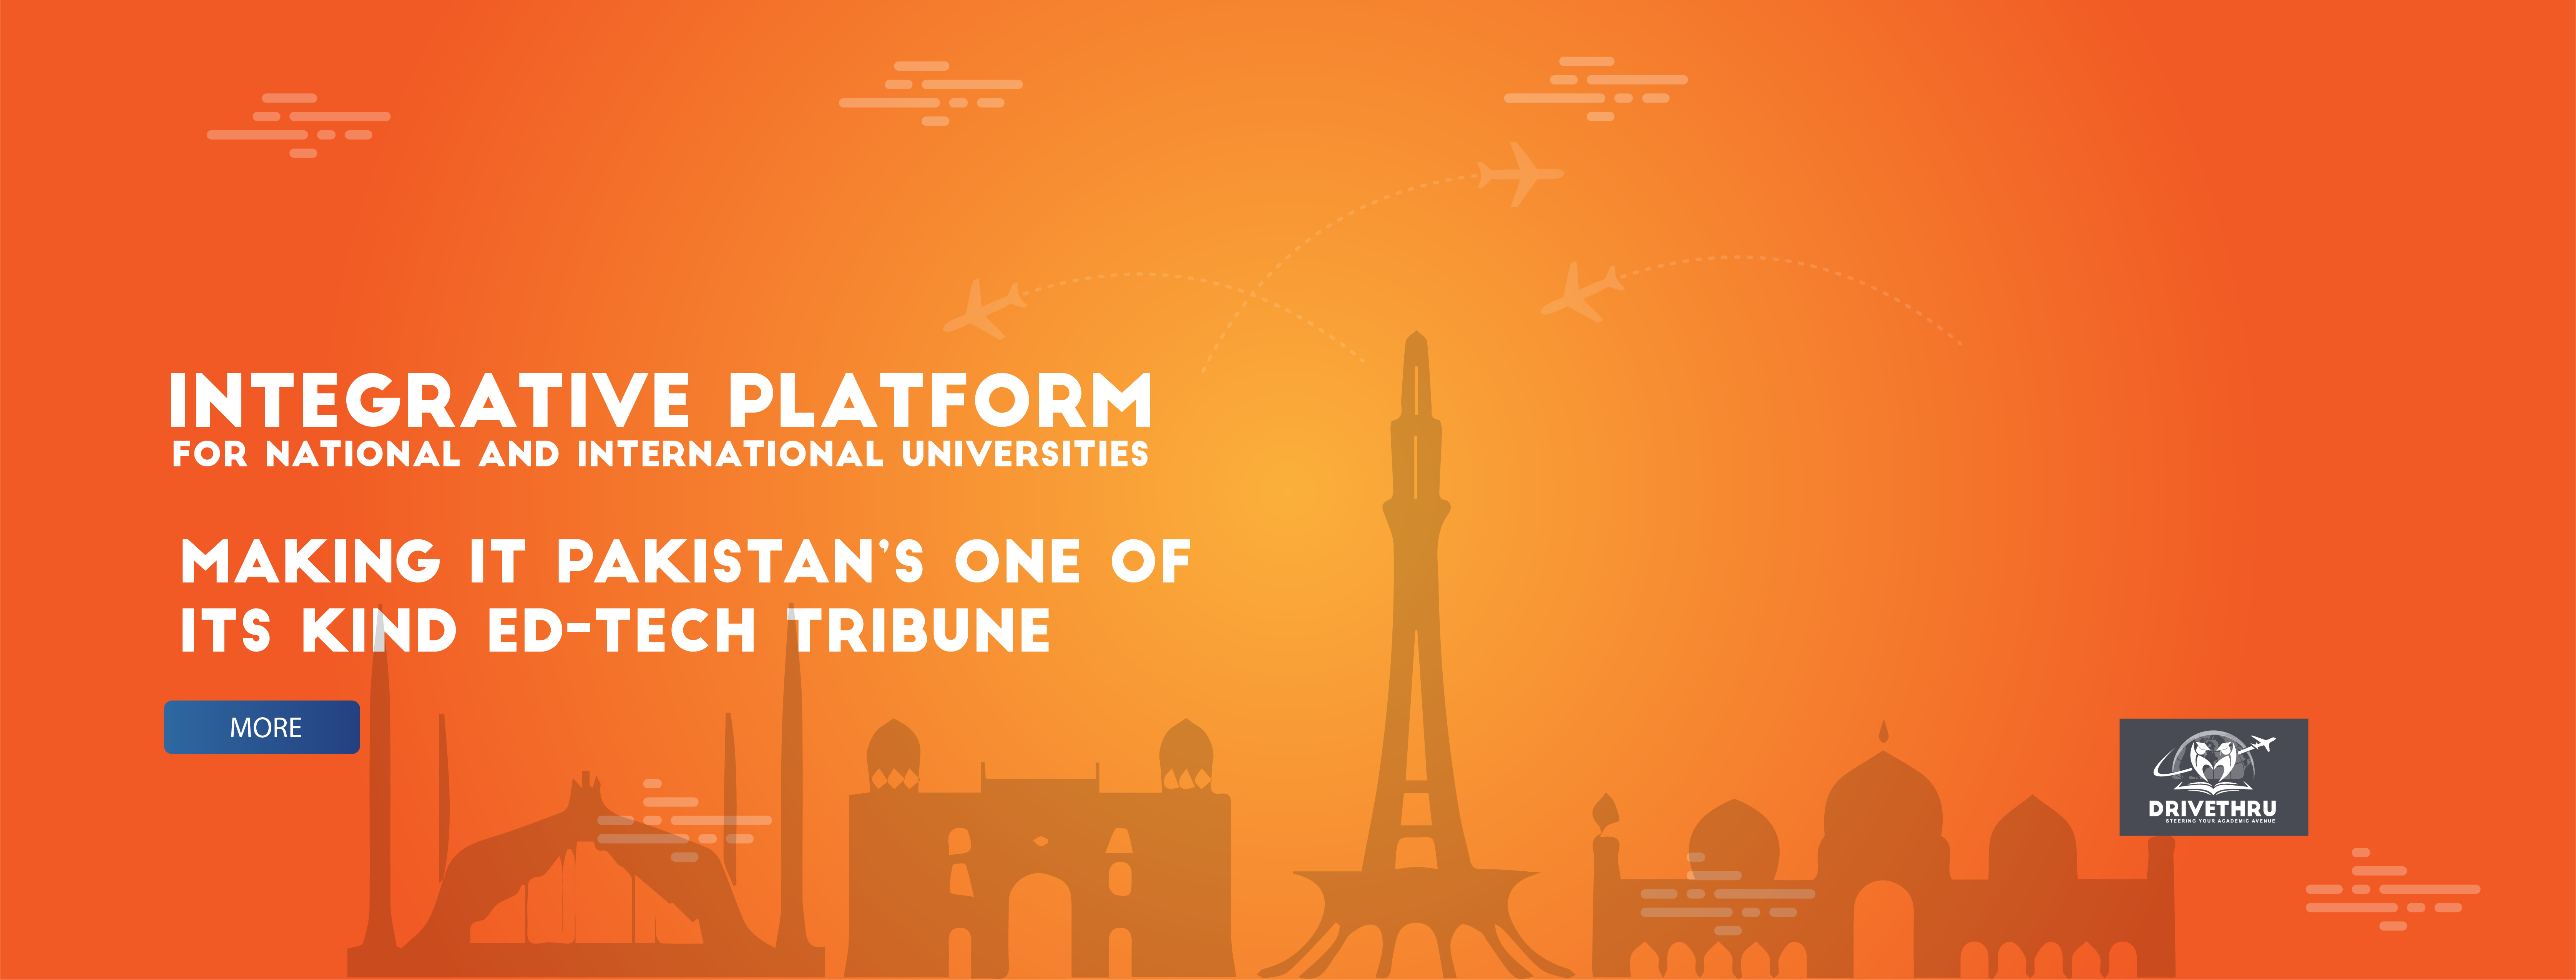 INTEGRATIVE PLATFORM
FOR NATIONAL AND INTERNATIONAL UNIVERSITIES
MAKING IT PAKISTAN'S ONE OF
ITS KIND ED-TECH TRIBUNE
MORE
DRIVETHRU
STEERING YOUR ACADEMIC AVENUE